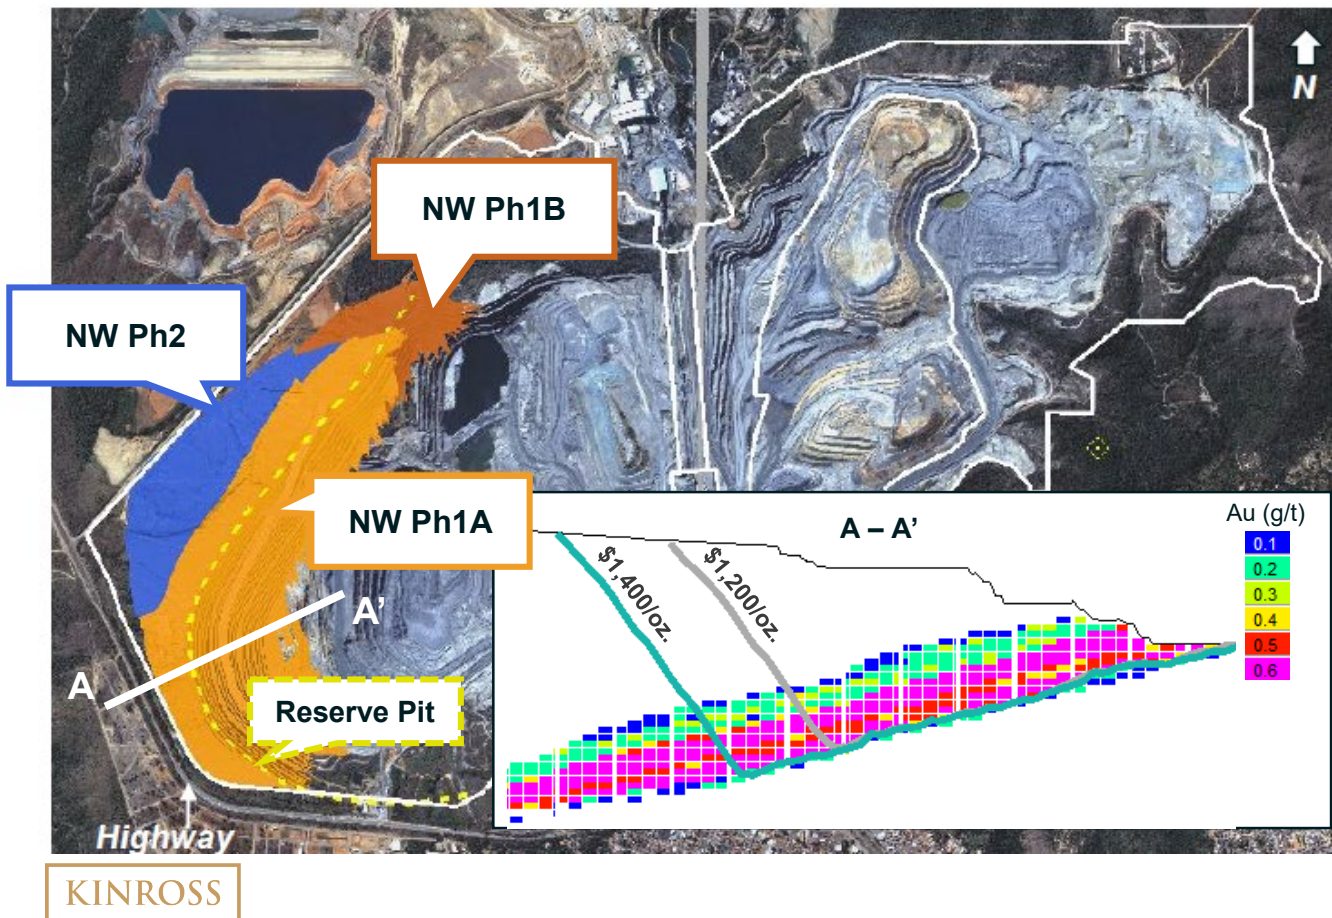 N
NW Ph1B
NW Ph2
NW Ph1A
A – A’
Au (g/t)
0.1
0.2
0.3
0.4
0.5
0.6
$1,400/oz.
$1,200/oz.
A’
A
Reserve Pit
Highway
KINROSS